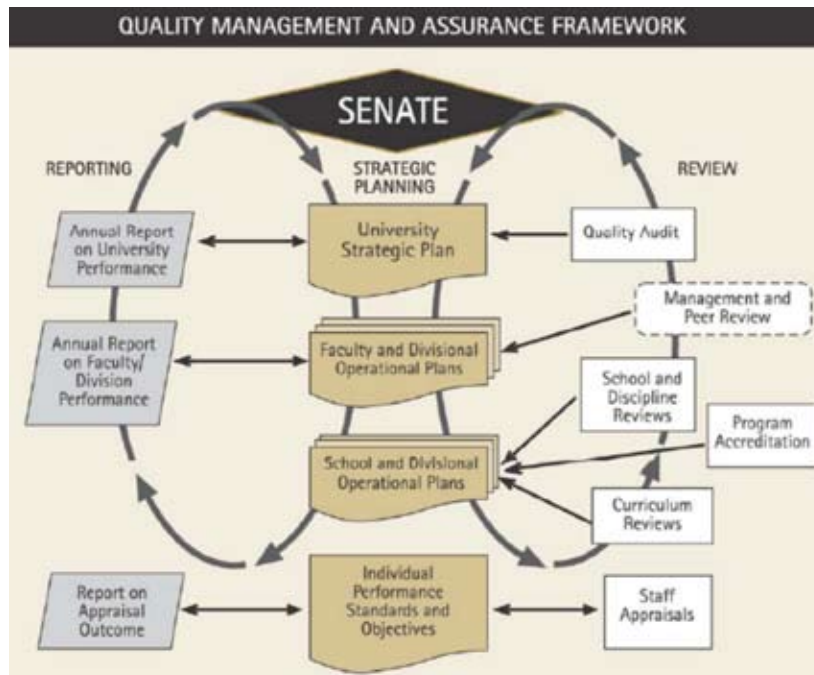 QUALITY MANAGEMENT AND ASSURANCE FRAMEWORK
SENATE
REPORTING
STRATEGIC
PLANNING
REVIEW
Annual Report
on University
Performance
University
Strategic Plan
Quality Audit
Management and
Peer Review
Annual Report
on Faculty/
Division
Performance
Faculty and Divisional
Operational Plans
School and
Discipline
Reviews
Program
Accreditation
School and Divisional
Operational Plans
Curriculum
Reviews
Report on
Appraisal
Outcome
Individual
Performance
Standards and
Objectives
Staff
Appraisals